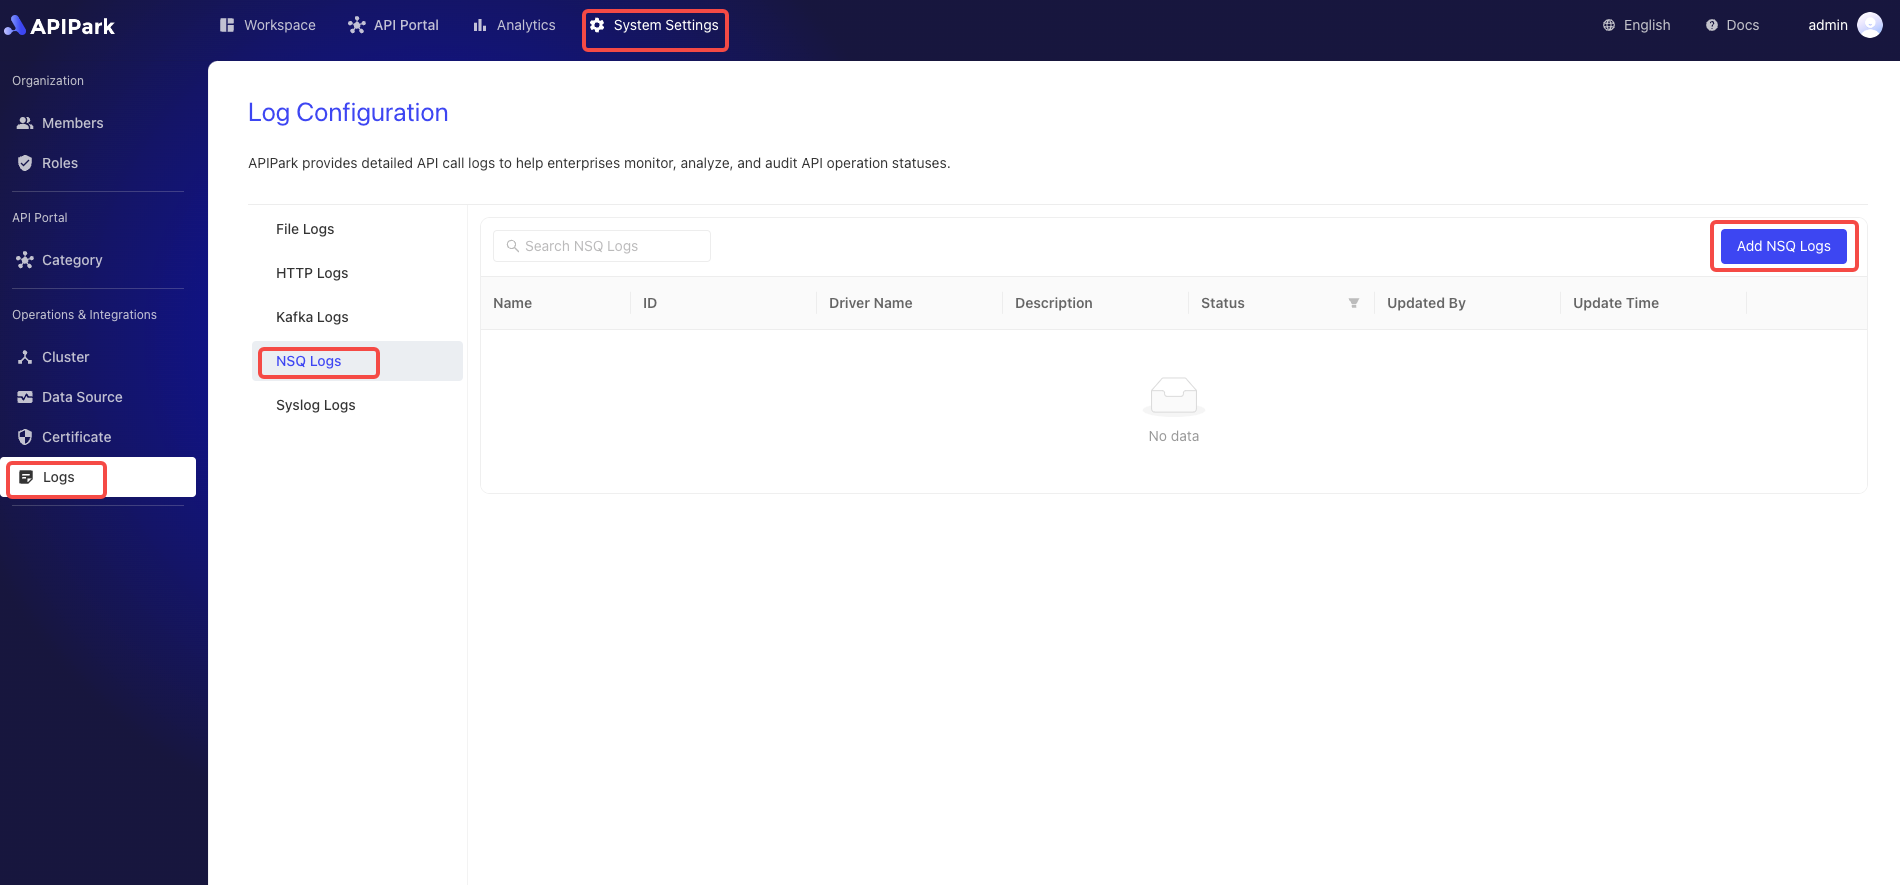 APIPark
Workspace
API Portal
Analytics
System Settings
English
Docs
admin
Organization
Members
Roles
API Portal
Category
Operations & Integrations
Cluster
Data Source
Certificate
Logs
Log Configuration
APIPark provides detailed API call logs to help enterprises monitor, analyze, and audit API operation statuses.
File Logs
HTTP Logs
Kafka Logs
NSQ Logs
Syslog Logs
Search NSQ Logs
Add NSQ Logs
Name
ID
Driver Name
Description
Status
Updated By
Update Time
No data